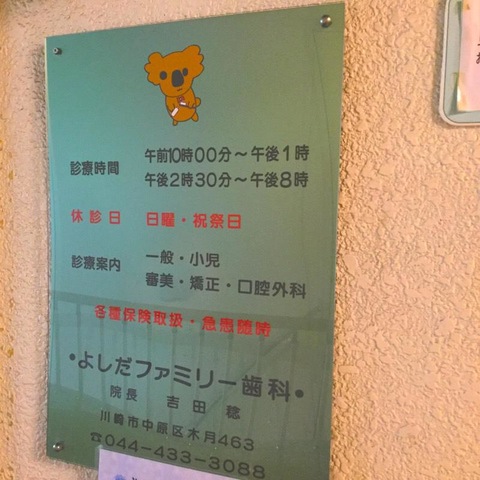 診療時間 午前10時00分～午後1時
午後2時30分～午後8時
休診日 日曜・祝祭日
診療案内 一般・小児
審美・矯正・口腔外科
各種保険取扱・急患随時
・よしだファミリー歯科・
院長 吉田 稔
川崎市中原区木月463
☎044-433-3088